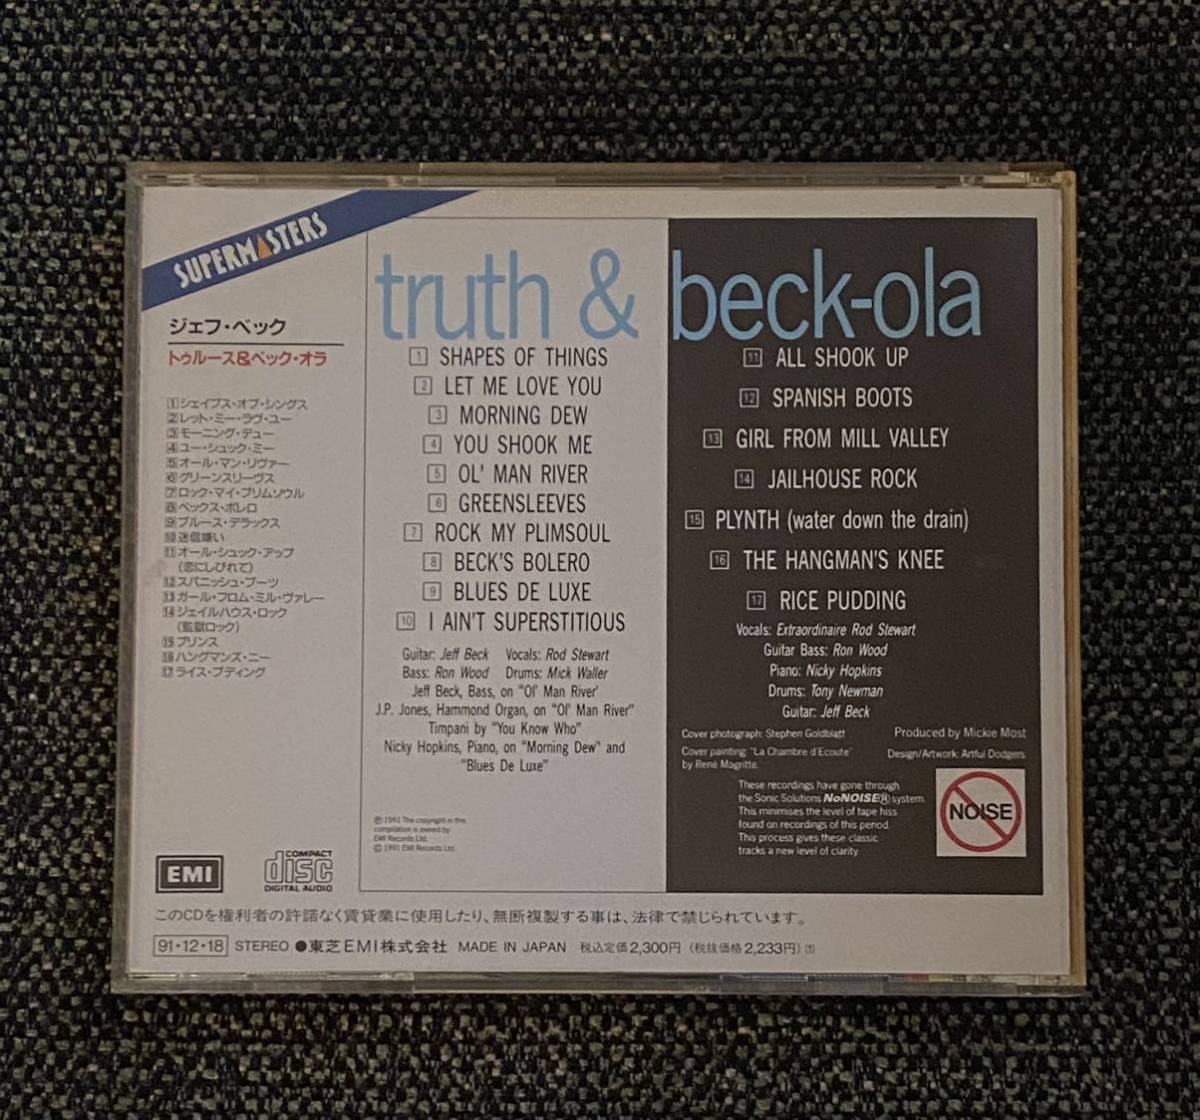 SUPERMASTERS
ジェフ・ベック
トゥルース&ベック・オラ
1 シェイプス・オブ・シングス
2 レット・ミー・ラヴ・ユー
3 モーニング・デュー
4 ユー・シュック・ミー
5 オール・マン・リヴァー
6 グリーンスリーヴス
7 ロック・マイ・プリムソウル
8 ベックス・ボレロ
9 ブルース・デラックス
10 迷信嫌い
11 オール・シュック・アップ
(恋にしびれて)
12 スパニッシュ・ブーツ
13 ガール・フロム・ミル・ヴァレー
14 ジェイルハウス・ロック
(監獄ロック)
15 プリンス
16 ハングマンズ・ニー
17 ライス・プディング
truth & beck-ola
1 SHAPES OF THINGS
2 LET ME LOVE YOU
3 MORNING DEW
4 YOU SHOOK ME
5 OL' MAN RIVER
6 GREENSLEEVES
7 ROCK MY PLIMSOUL
8 BECK'S BOLERO
9 BLUES DE LUXE
10 I AIN'T SUPERSTITIOUS
Guitar: Jeff Beck Vocals: Rod Stewart
Bass: Ron Wood Drums: Mick Waller
Jeff Beck, Bass, on "Ol' Man River'
J.P. Jones, Hammond Organ, on "Ol' Man River"
Timpani by "You Know Who"
Nicky Hopkins, Piano, on "Morning Dew" and
"Blues De Luxe"
℗ 1991 The copyright in this
compilation is owned by
EMI Records Ltd.
© 1991 EMI Records Ltd.
11 ALL SHOOK UP
12 SPANISH BOOTS
13 GIRL FROM MILL VALLEY
14 JAILHOUSE ROCK
15 PLYNTH (water down the drain)
16 THE HANGMAN'S KNEE
17 RICE PUDDING
Vocals: Extraordinaire Rod Stewart
Guitar Bass: Ron Wood
Piano: Nicky Hopkins
Drums: Tony Newman
Guitar: Jeff Beck
Cover photograph: Stephen Goldblatt
Produced by Mickie Most
Cover painting: "La Chambre d'Ecoute"
by René Magritte
Design/Artwork: Artful Dodgers
These recordings have gone through
the Sonic Solutions NoNOISE® system.
This minimises the level of tape hiss
found on recordings of this period.
This process gives these classic
tracks a new level of clarity.
NOISE
EMI
COMPACT
disc
DIGITAL AUDIO
このCDを権利者の許諾なく賃貸業に使用したり、無断複製する事は、法律で禁じられています。
91・12・18 STEREO ●東芝EMI株式会社 MADE IN JAPAN 税込定価2,300円 (税抜価格2,233円)